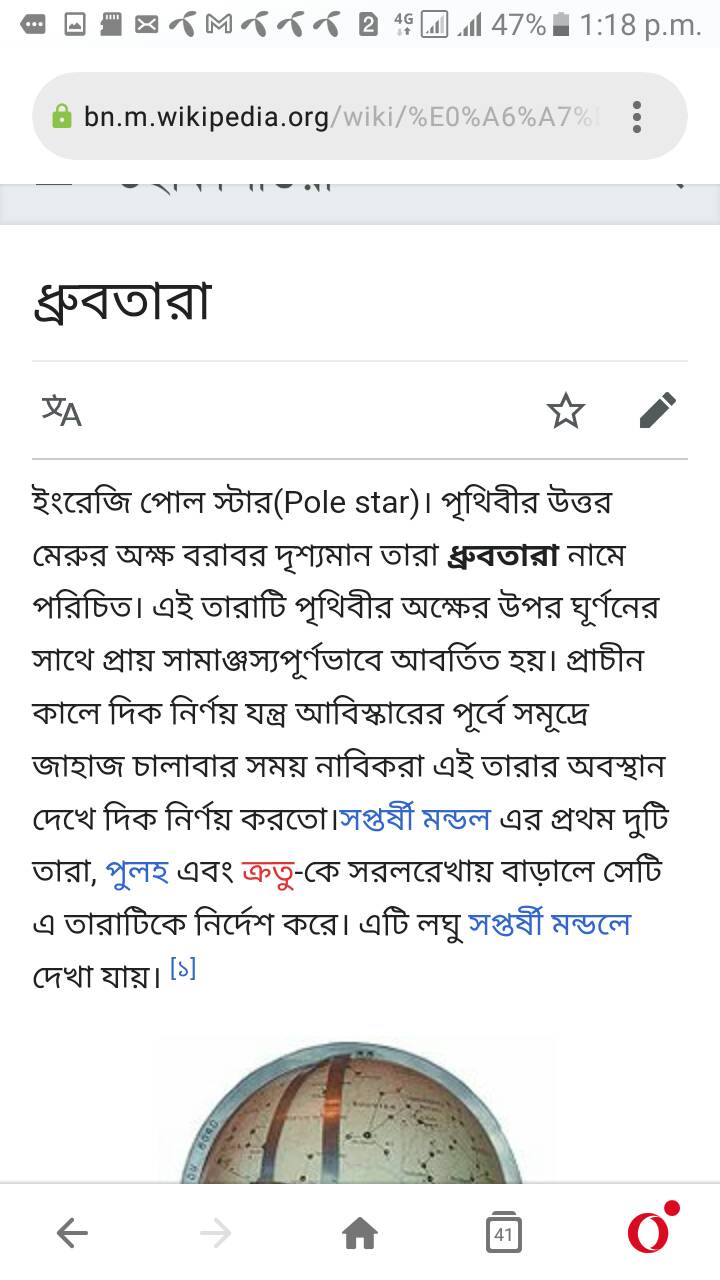 2 4G 47% 1:18 p.m.
bn.m.wikipedia.org/wiki/%E0%A6%A7%
ধ্রুবতারা
ইংরেজি পোল স্টার(Pole star)। পৃথিবীর উত্তর
মেরুর অক্ষ বরাবর দৃশ্যমান তারা ধ্রুবতারা নামে
পরিচিত। এই তারাটি পৃথিবীর অক্ষের উপর ঘূর্ণনের
সাথে প্রায় সামাঞ্জস্যপূর্ণভাবে আবর্তিত হয়। প্রাচীন
কালে দিক নির্ণয় যন্ত্র আবিস্কারের পূর্বে সমূদ্রে
জাহাজ চালাবার সময় নাবিকরা এই তারার অবস্থান
দেখে দিক নির্ণয় করতো।সপ্তর্ষী মন্ডল এর প্রথম দুটি
তারা, পুলহ এবং ক্রতু-কে সরলরেখায় বাড়ালে সেটি
এ তারাটিকে নির্দেশ করে। এটি লঘু সপ্তর্ষী মন্ডলে
দেখা যায়। [১]
41